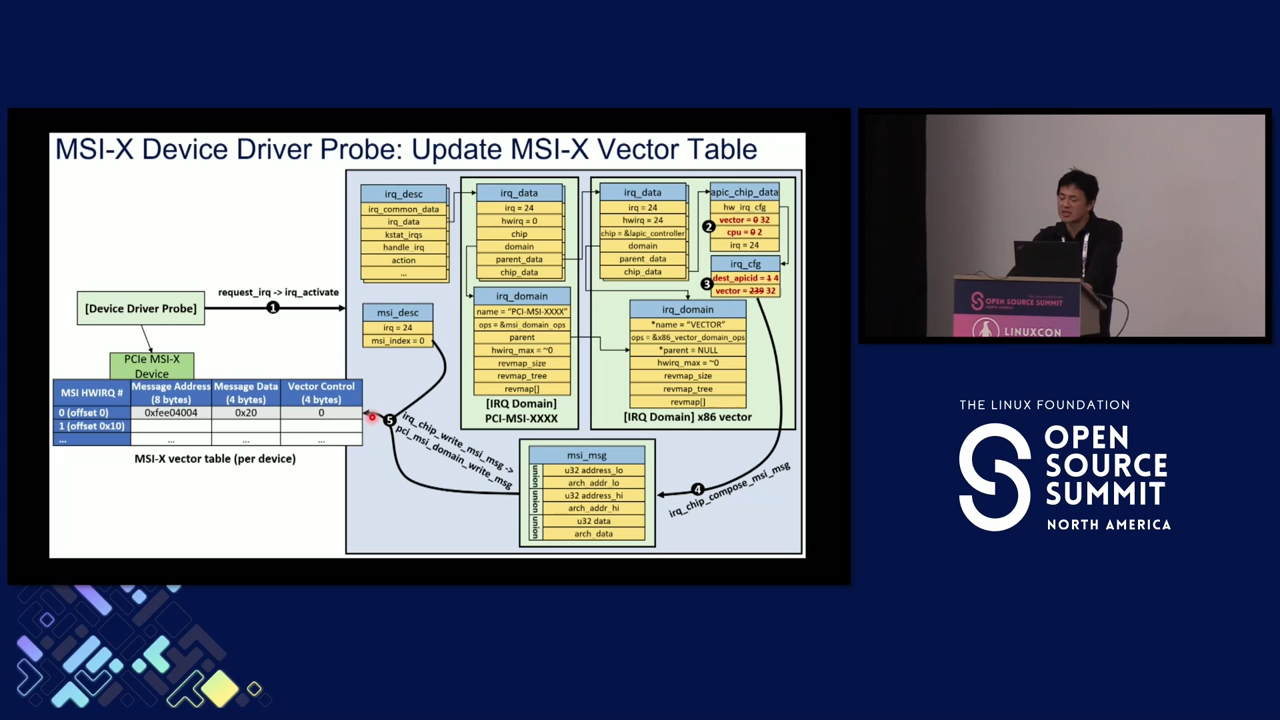 MSI-X Device Driver Probe: Update MSI-X Vector Table
irq_desc
irq_common_data
irq_data
kstat_irqs
handle_irq
action
...
irq_data
irq = 24
hwirq = 0
chip
domain
parent_data
chip_data
irq_data
irq = 24
hwirq = 24
chip = &lapic_controller
domain
parent_data
chip_data
apic_chip_data
hw_irq_cfg
vector = 0 32
cpu = 0 2
irq = 24
2
irq_cfg
dest_apicid = 1 4
vector = 239 32
3
request_irq -> irq_activate
1
[Device Driver Probe]
msi_desc
irq = 24
msi_index = 0
irq_domain
name = "PCI-MSI-XXXX"
ops = &msi_domain_ops
parent
hwirq_max = ~0
revmap_size
revmap_tree
revmap[]
[IRQ Domain]
PCI-MSI-XXXX
irq_domain
*name = "VECTOR"
ops = &x86_vector_domain_ops
*parent = NULL
hwirq_max = ~0
revmap_size
revmap_tree
revmap[]
[IRQ Domain] x86 vector
PCIe MSI-X
Device
MSI HWIRQ #
Message Address
(8 bytes)
Message Data
(4 bytes)
Vector Control
(4 bytes)
0 (offset 0)
0xfee04004
0x20
0
1 (offset 0x10)
...
...
...
...
MSI-X vector table (per device)
5
irq_chip_write_msi_msg ->
pci_msi_domain_write_msg
msi_msg
union
u32 address_lo
arch_addr_lo
union
u32 address_hi
arch_addr_hi
union
u32 data
arch_data
4
irq_chip_compose_msi_msg
OPEN SOURCE SUMMIT
LINUXCON
THE LINUX FOUNDATION
OPEN
SOURCE
SUMMIT
NORTH AMERICA